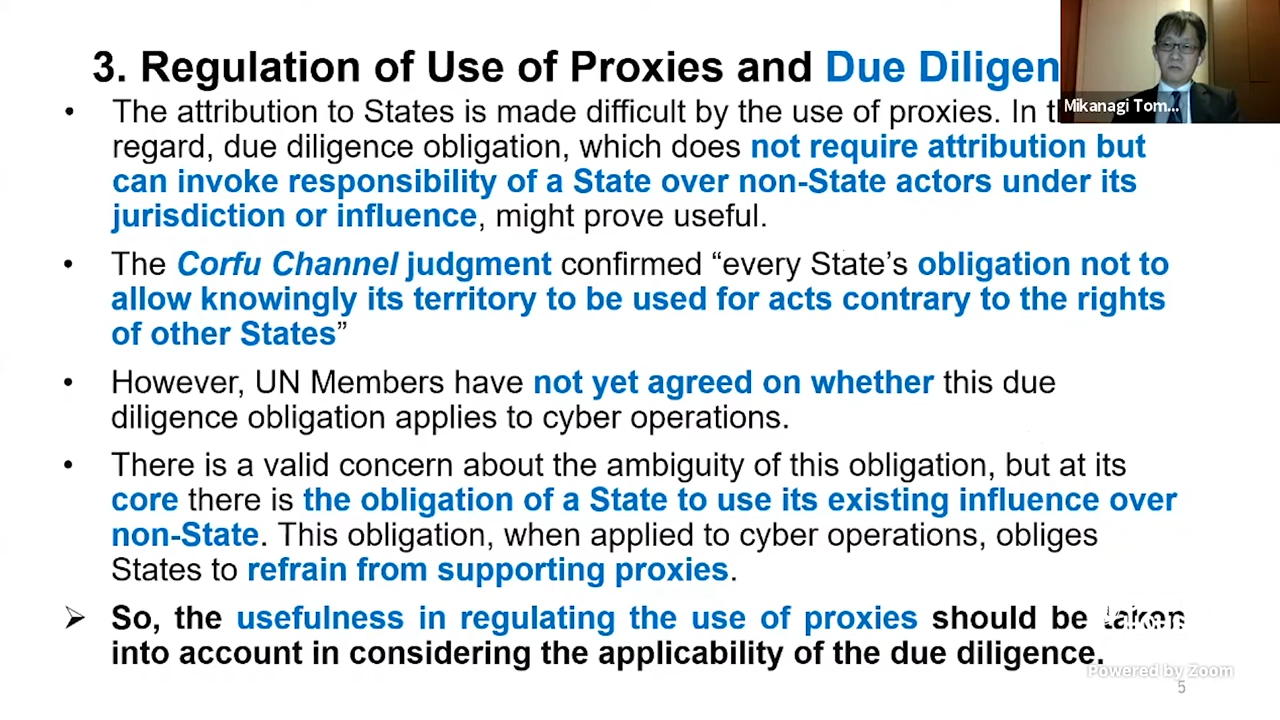 3. Regulation of Use of Proxies and Due Diligen
Mikanagi Tom...
• The attribution to States is made difficult by the use of proxies. In
regard, due diligence obligation, which does not require attribution but
can invoke responsibility of a State over non-State actors under its
jurisdiction or influence, might prove useful.
• The Corfu Channel judgment confirmed “every State’s obligation not to
allow knowingly its territory to be used for acts contrary to the rights
of other States”
• However, UN Members have not yet agreed on whether this due
diligence obligation applies to cyber operations.
• There is a valid concern about the ambiguity of this obligation, but at its
core there is the obligation of a State to use its existing influence over
non-State. This obligation, when applied to cyber operations, obliges
States to refrain from supporting proxies.
➢ So, the usefulness in regulating the use of proxies should be taken
into account in considering the applicability of the due diligence.
Powered by Zoom
5